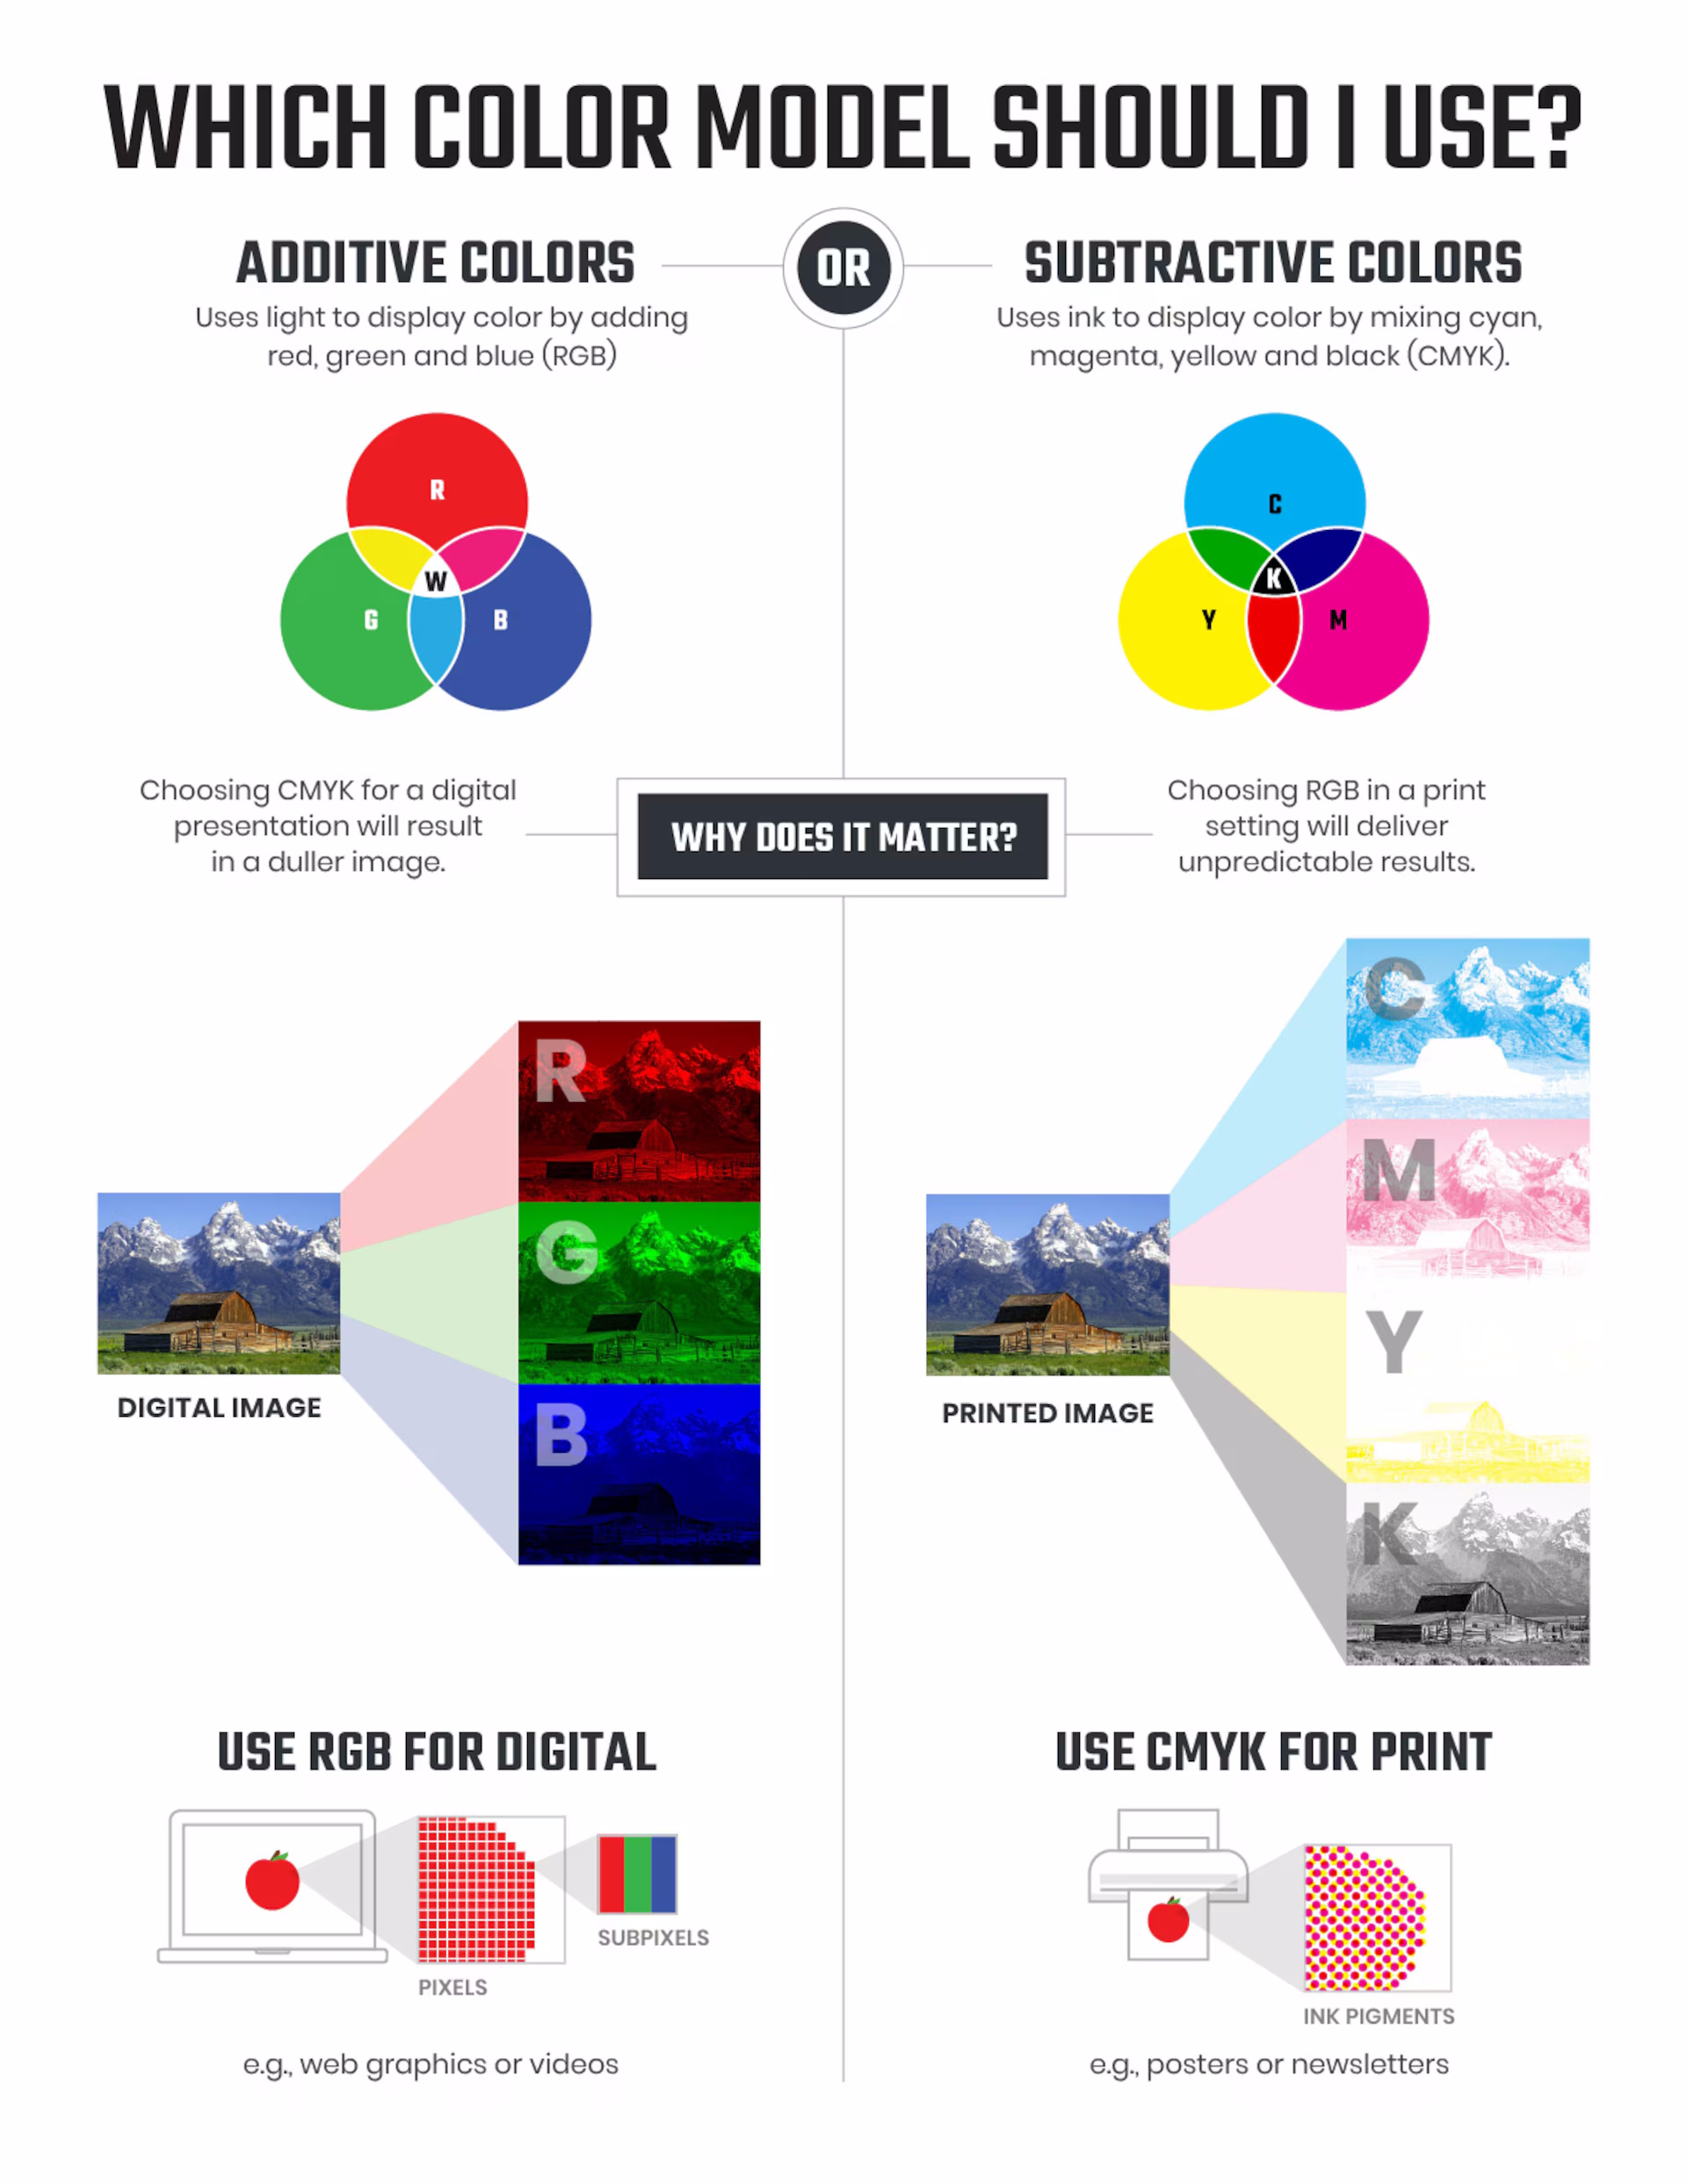 WHICH COLOR MODEL SHOULD I USE?
ADDITIVE COLORS
OR
SUBTRACTIVE COLORS
Uses light to display color by adding
red, green and blue (RGB)
Uses ink to display color by mixing cyan,
magenta, yellow and black (CMYK).
R
W
G
B
C
K
Y
M
Choosing CMYK for a digital
presentation will result
in a duller image.
WHY DOES IT MATTER?
Choosing RGB in a print
setting will deliver
unpredictable results.
R
G
B
DIGITAL IMAGE
C
M
Y
K
PRINTED IMAGE
USE RGB FOR DIGITAL
SUBPIXELS
PIXELS
e.g., web graphics or videos
USE CMYK FOR PRINT
INK PIGMENTS
e.g., posters or newsletters